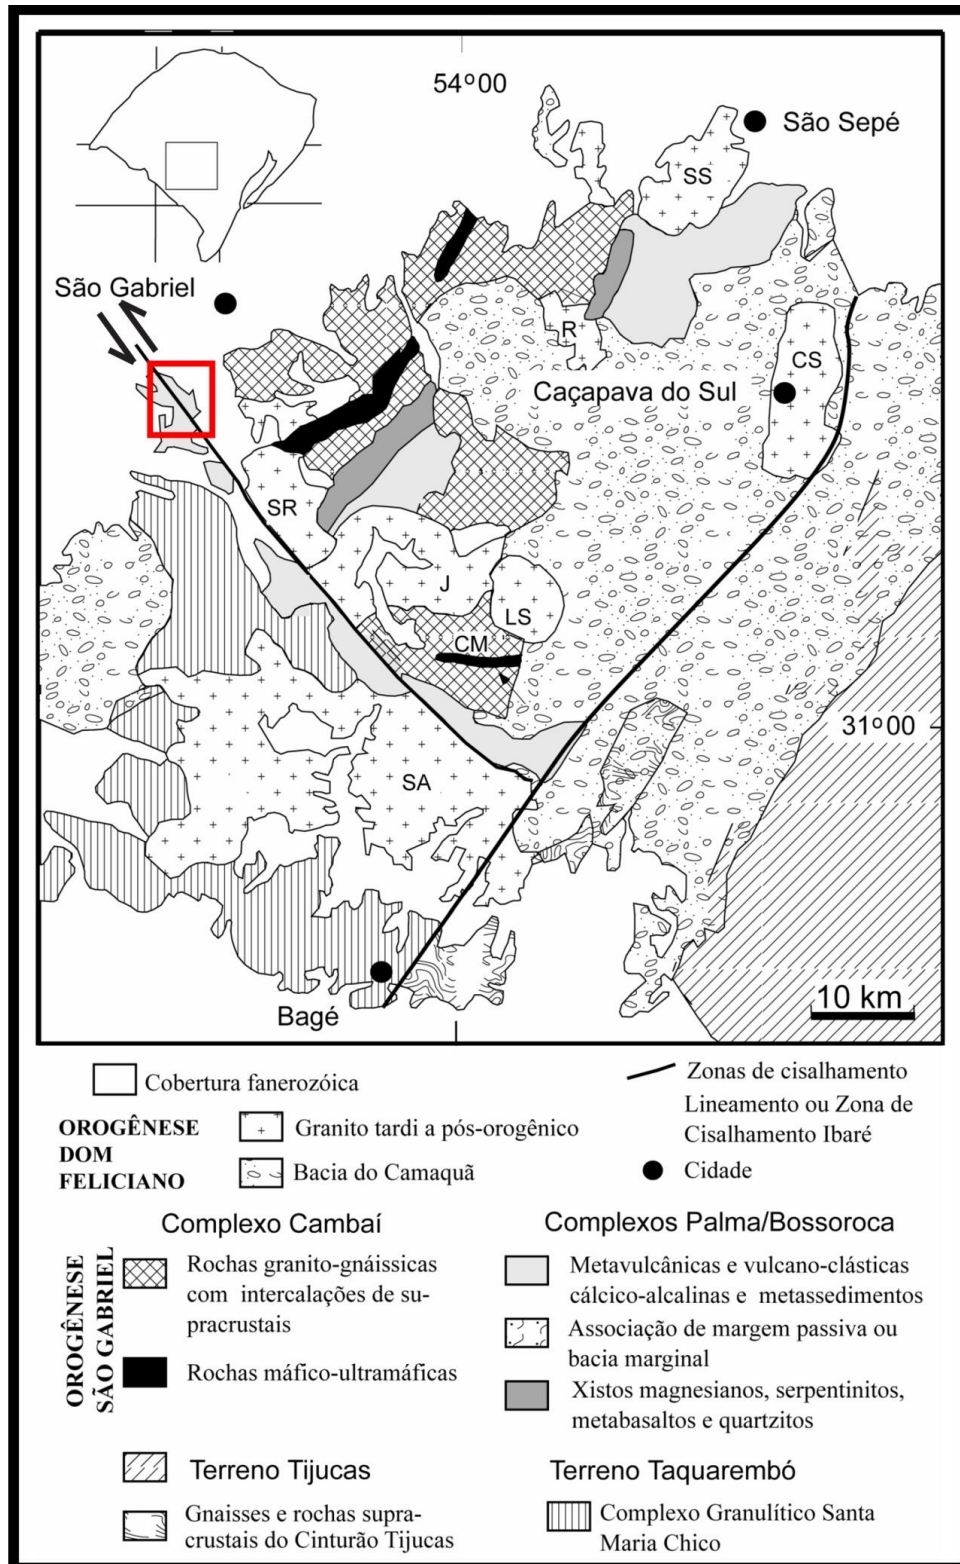 54º00
São Sepé
SS
São Gabriel
R
CS
Caçapava do Sul
SR
J
LS
CM
31º00
SA
10 km
Bagé
Cobertura fanerozóica
OROGÊNESE
DOM
FELICIANO
Granito tardi a pós-orogênico
Bacia do Camaquã
Zonas de cisalhamento
Lineamento ou Zona de
Cisalhamento Ibaré
Cidade
OROGÊNESE
SÃO GABRIEL
Complexo Cambaí
Rochas granito-gnáissicas
com intercalações de su-
pracrustais
Rochas máfico-ultramáficas
Complexos Palma/Bossoroca
Metavulcânicas e vulcano-clásticas
cálcico-alcalinas e metassedimentos
Associação de margem passiva ou
bacia marginal
Xistos magnesianos, serpentinitos,
metabasaltos e quartzitos
Terreno Tijucas
Gnaisses e rochas supra-
crustais do Cinturão Tijucas
Terreno Taquarembó
Complexo Granulítico Santa
Maria Chico